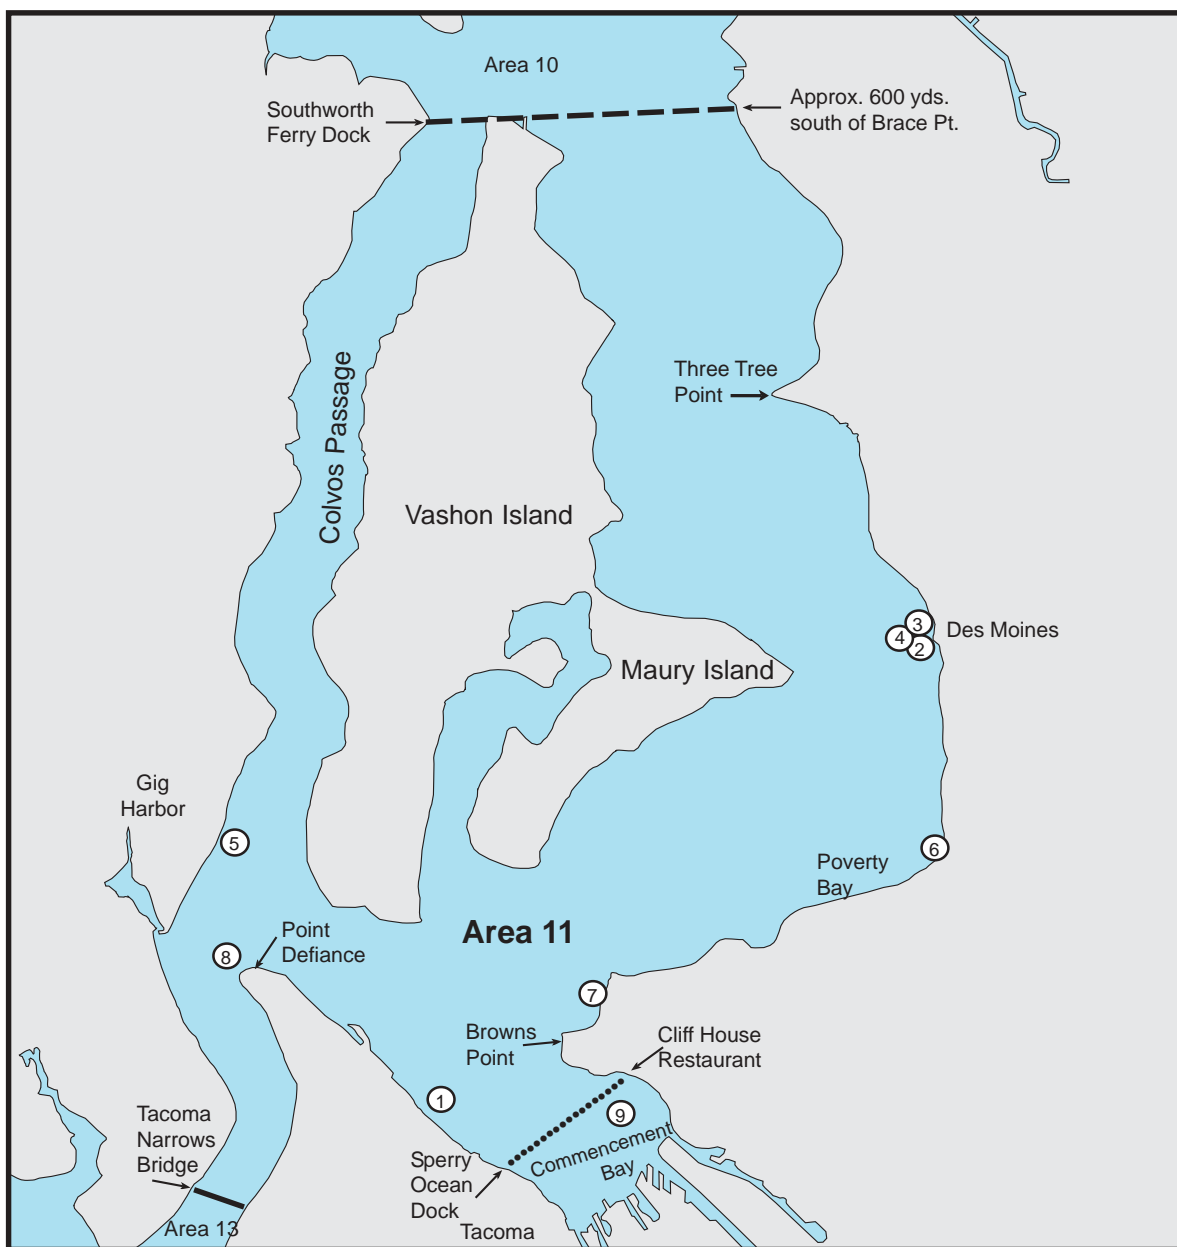 Area 10
Southworth
Ferry Dock
Approx. 600 yds.
south of Brace Pt.
Three Tree
Point
Colvos Passage
Vashon Island
3
4
2
Des Moines
Maury Island
Gig
Harbor
5
6
Poverty
Bay
Area 11
Point
Defiance
8
7
Browns
Point
Cliff House
Restaurant
1
9
Tacoma
Narrows
Bridge
Commencement
Bay
Sperry
Ocean
Dock
Tacoma
Area 13